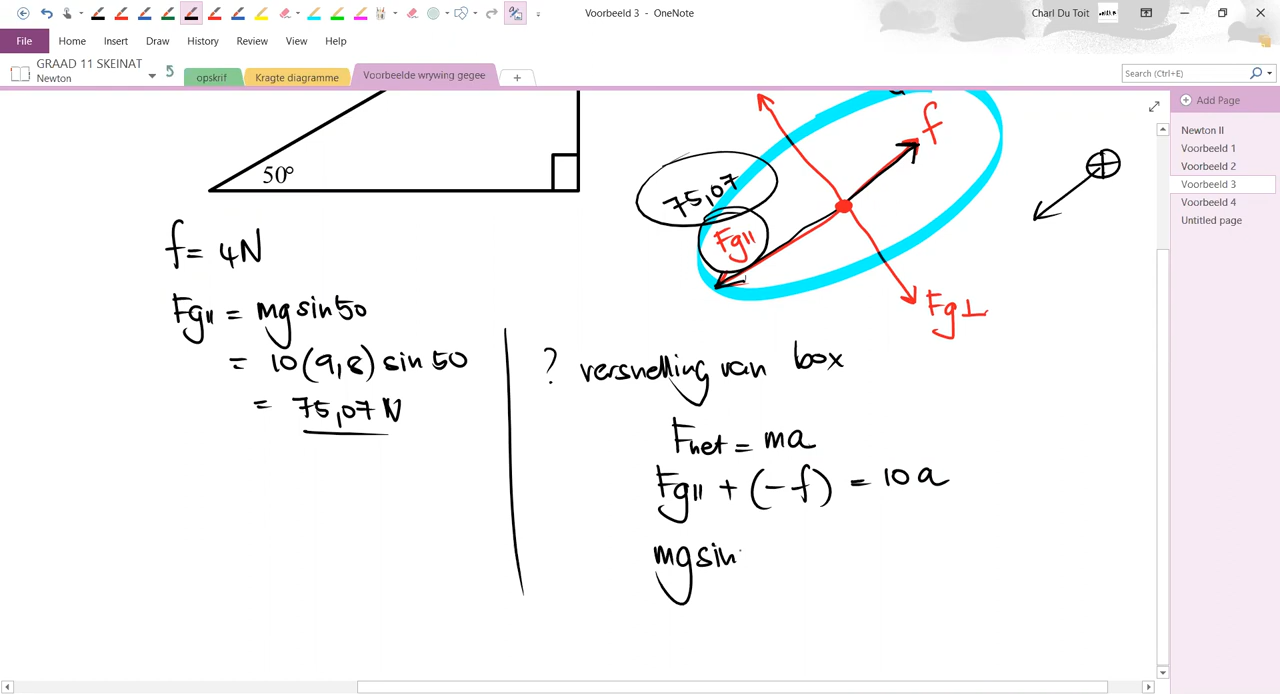 Voorbeeld 3 - OneNote
Charl Du Toit
File Home Insert Draw History Review View Help
GRAAD 11 SKEINAT
Newton
opskrif
Kragte diagramme
Voorbeelde wrywing gegee
Search (Ctrl+E)
Add Page
Newton II
Voorbeeld 1
Voorbeeld 2
Voorbeeld 3
Voorbeeld 4
Untitled page
50°
f
75,07
Fg||
Fg⊥
f = 4N
Fg|| = mg sin 50
= 10(9,8) sin 50
= 75,07 N
? versnelling van box
Fnet = ma
Fg|| + (-f) = 10a
mg sin